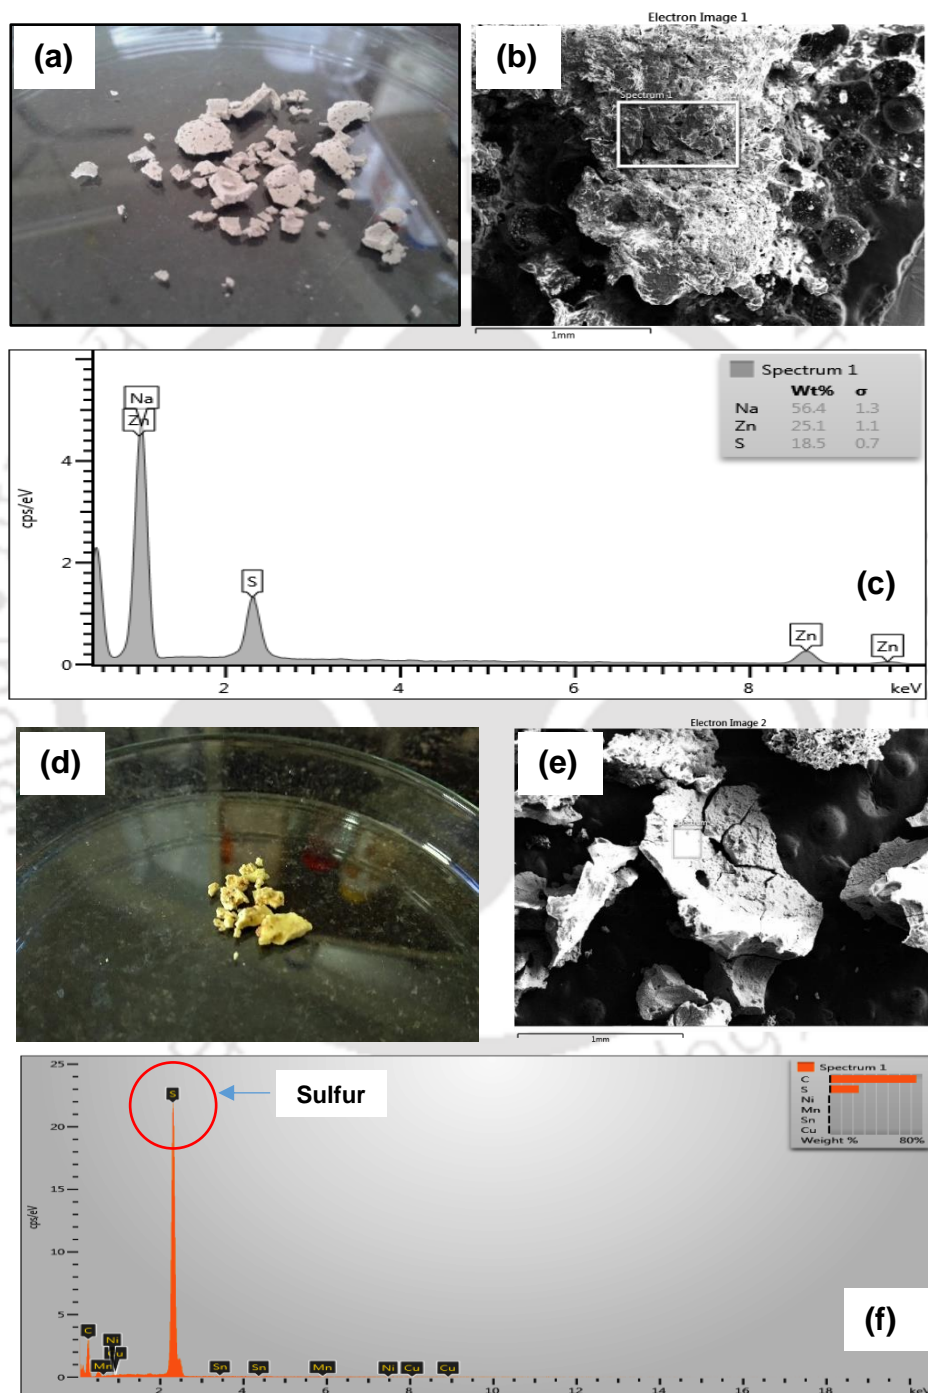 Electron Image 1
(a)
(b)
Spectrum 1
1mm
Spectrum 1
Wt% σ
Na 56.4 1.3
Zn 25.1 1.1
S 18.5 0.7
Na
Zn
S
Zn
Zn
4
2
0
cps/eV
2 4 6 8 keV
(c)
Electron Image 2
(d)
(e)
1mm
25
20
15
10
5
0
cps/eV
S
Sulfur
Spectrum 1
C
S
Ni
Mn
Sn
Cu
Weight % 80%
C
Ni
Mn
Sn
Sn
Mn
Ni
Cu
Cu
2 4 6 8 10 12 14 16 18 keV
(f)